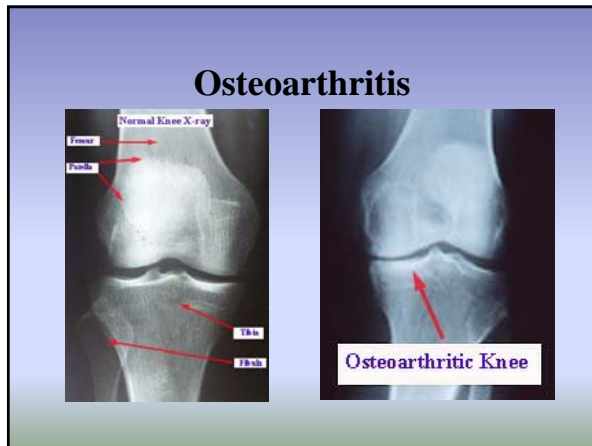 Osteoarthritis
Normal Knee X-ray
Femur
Patella
Tibia
Fibula
Osteoarthritic Knee